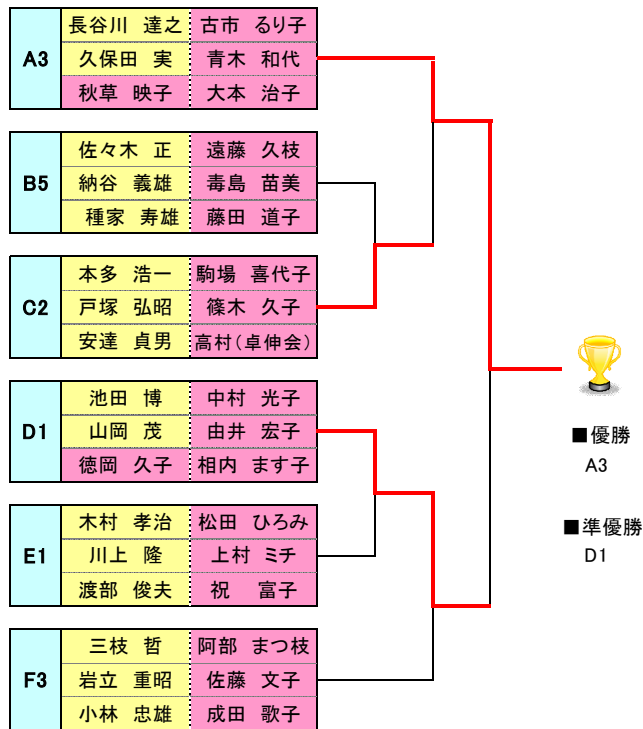 A3
長谷川 達之 古市 るり子
久保田 実 青木 和代
秋草 映子 大本 治子
B5
佐々木 正 遠藤 久枝
納谷 義雄 毒島 苗美
種家 寿雄 藤田 道子
C2
本多 浩一 駒場 喜代子
戸塚 弘昭 篠木 久子
安達 貞男 高村(卓伸会)
D1
池田 博 中村 光子
山岡 茂 由井 宏子
徳岡 久子 相内 ます子
E1
木村 孝治 松田 ひろみ
川上 隆 上村 ミチ
渡部 俊夫 祝 富子
F3
三枝 哲 阿部 まつ枝
岩立 重昭 佐藤 文子
小林 忠雄 成田 歌子
■優勝
A3
■準優勝
D1